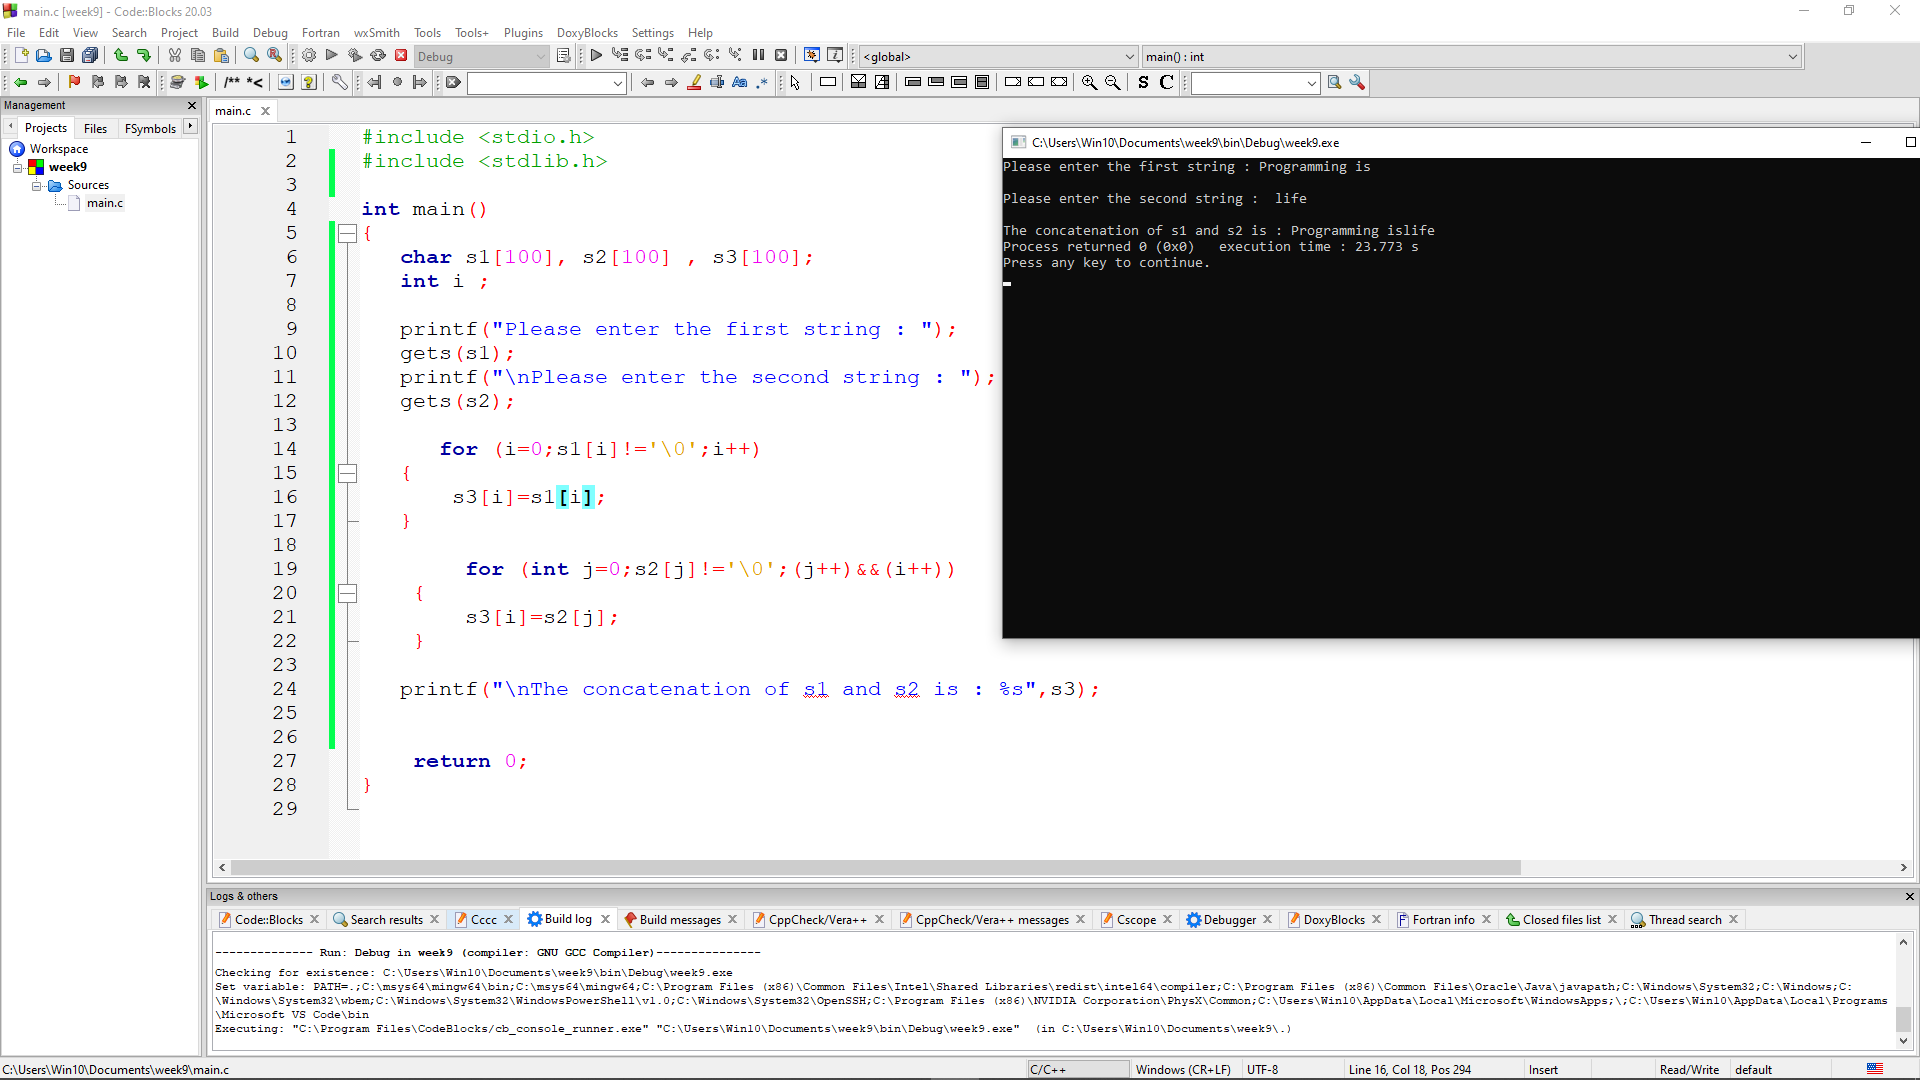 main.c [week9] - Code::Blocks 20.03
File Edit View Search Project Build Debug Fortran wxSmith Tools Tools+ Plugins DoxyBlocks Settings Help
Debug
<global>
main() : int
/** *<
Aa .*
S C
Management
Projects Files FSymbols
Workspace
week9
Sources
main.c
main.c
1 #include <stdio.h>
2 #include <stdlib.h>
3
4 int main()
5 {
6 char s1[100], s2[100] , s3[100];
7 int i ;
8
9 printf("Please enter the first string : ");
10 gets(s1);
11 printf("\nPlease enter the second string : ");
12 gets(s2);
13
14 for (i=0;s1[i]!='\0';i++)
15 {
16 s3[i]=s1[i];
17 }
18
19 for (int j=0;s2[j]!='\0';(j++)&&(i++))
20 {
21 s3[i]=s2[j];
22 }
23
24 printf("\nThe concatenation of s1 and s2 is : %s",s3);
25
26
27 return 0;
28 }
29
C:\Users\Win10\Documents\week9\bin\Debug\week9.exe
Please enter the first string : Programming is
Please enter the second string :  life
The concatenation of s1 and s2 is : Programming islife
Process returned 0 (0x0)   execution time : 23.773 s
Press any key to continue.
Logs & others
Code::Blocks Search results Cccc Build log Build messages CppCheck/Vera++ CppCheck/Vera++ messages Cscope Debugger DoxyBlocks Fortran info Closed files list Thread search
-------------- Run: Debug in week9 (compiler: GNU GCC Compiler)---------------
Checking for existence: C:\Users\Win10\Documents\week9\bin\Debug\week9.exe
Set variable: PATH=.;C:\msys64\mingw64\bin;C:\msys64\mingw64;C:\Program Files (x86)\Common Files\Intel\Shared Libraries\redist\intel64\compiler;C:\Program Files (x86)\Common Files\Oracle\Java\javapath;C:\Windows\System32;C:\Windows;C:
\Windows\System32\wbem;C:\Windows\System32\WindowsPowerShell\v1.0;C:\Windows\System32\OpenSSH;C:\Program Files (x86)\NVIDIA Corporation\PhysX\Common;C:\Users\Win10\AppData\Local\Microsoft\WindowsApps;\;C:\Users\Win10\AppData\Local\Programs
\Microsoft VS Code\bin
Executing: "C:\Program Files\CodeBlocks/cb_console_runner.exe" "C:\Users\Win10\Documents\week9\bin\Debug\week9.exe"  (in C:\Users\Win10\Documents\week9\.)
C:\Users\Win10\Documents\week9\main.c
C/C++ Windows (CR+LF) UTF-8 Line 16, Col 18, Pos 294 Insert Read/Write default